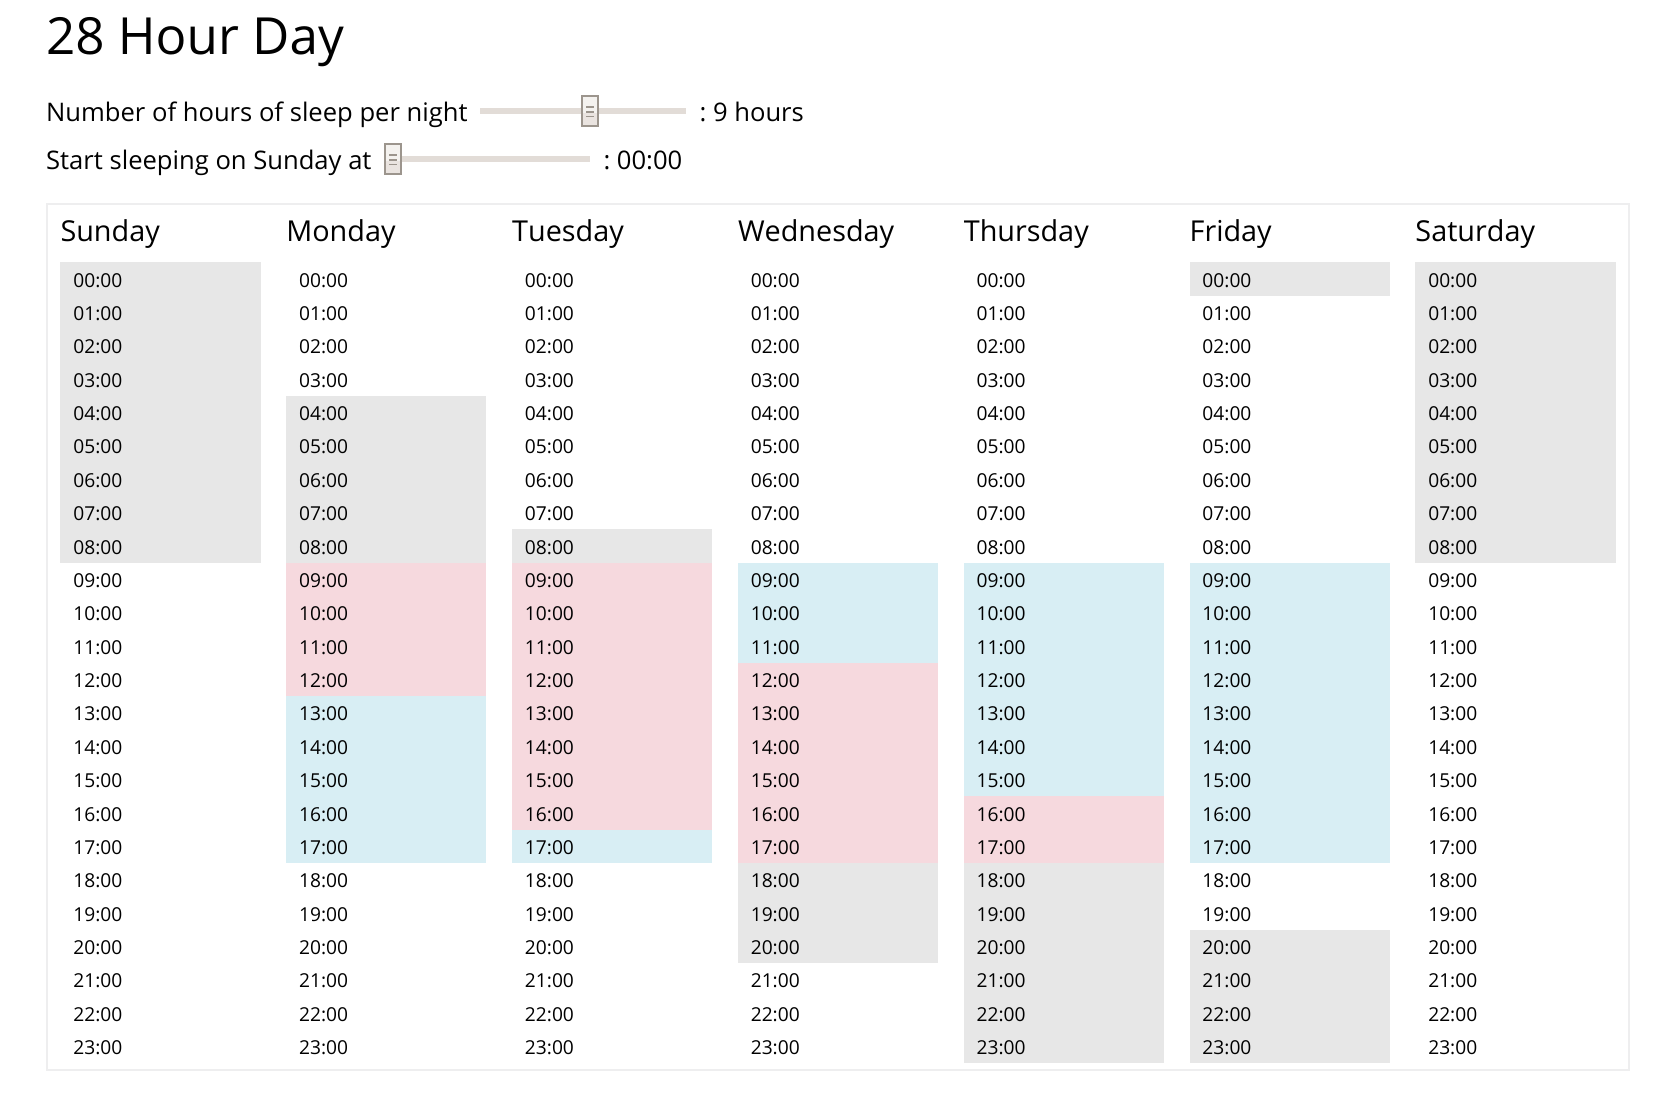 28 Hour Day
Number of hours of sleep per night : 9 hours
Start sleeping on Sunday at : 00:00
Sunday Monday Tuesday Wednesday Thursday Friday Saturday
00:00 00:00 00:00 00:00 00:00 00:00 00:00
01:00 01:00 01:00 01:00 01:00 01:00 01:00
02:00 02:00 02:00 02:00 02:00 02:00 02:00
03:00 03:00 03:00 03:00 03:00 03:00 03:00
04:00 04:00 04:00 04:00 04:00 04:00 04:00
05:00 05:00 05:00 05:00 05:00 05:00 05:00
06:00 06:00 06:00 06:00 06:00 06:00 06:00
07:00 07:00 07:00 07:00 07:00 07:00 07:00
08:00 08:00 08:00 08:00 08:00 08:00 08:00
09:00 09:00 09:00 09:00 09:00 09:00 09:00
10:00 10:00 10:00 10:00 10:00 10:00 10:00
11:00 11:00 11:00 11:00 11:00 11:00 11:00
12:00 12:00 12:00 12:00 12:00 12:00 12:00
13:00 13:00 13:00 13:00 13:00 13:00 13:00
14:00 14:00 14:00 14:00 14:00 14:00 14:00
15:00 15:00 15:00 15:00 15:00 15:00 15:00
16:00 16:00 16:00 16:00 16:00 16:00 16:00
17:00 17:00 17:00 17:00 17:00 17:00 17:00
18:00 18:00 18:00 18:00 18:00 18:00 18:00
19:00 19:00 19:00 19:00 19:00 19:00 19:00
20:00 20:00 20:00 20:00 20:00 20:00 20:00
21:00 21:00 21:00 21:00 21:00 21:00 21:00
22:00 22:00 22:00 22:00 22:00 22:00 22:00
23:00 23:00 23:00 23:00 23:00 23:00 23:00